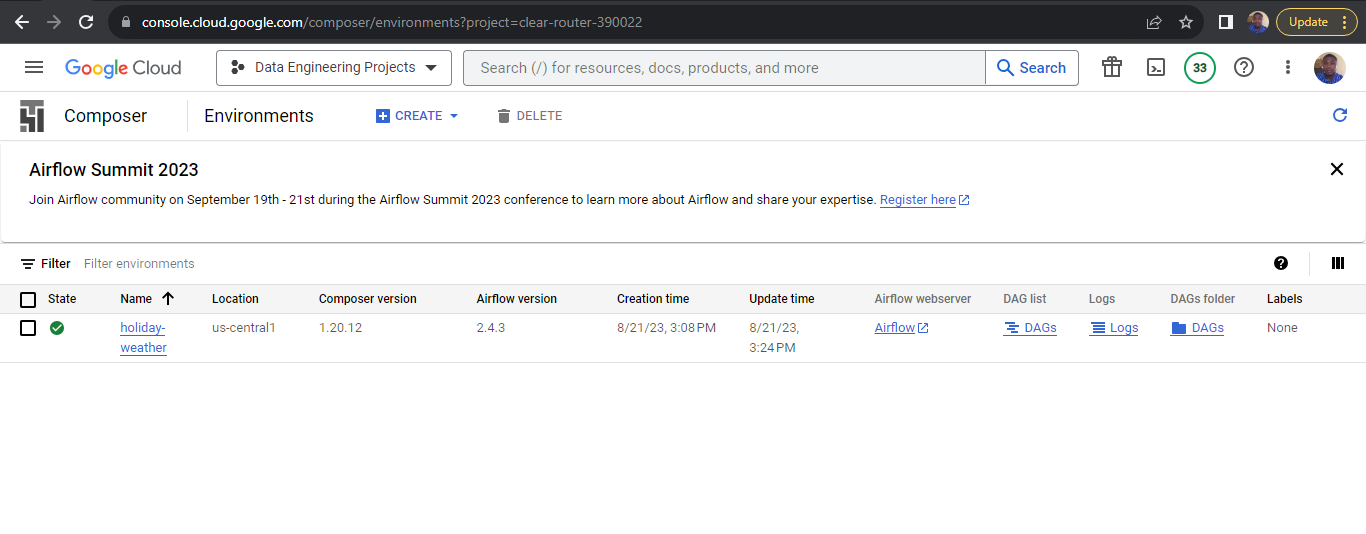 console.cloud.google.com/composer/environments?project=clear-router-390022
Update
Google Cloud
Data Engineering Projects
Search (/) for resources, docs, products, and more
Search
33
Composer
Environments
CREATE
DELETE
Airflow Summit 2023
Join Airflow community on September 19th - 21st during the Airflow Summit 2023 conference to learn more about Airflow and share your expertise. Register here
Filter Filter environments
State Name Location Composer version Airflow version Creation time Update time Airflow webserver DAG list Logs DAGs folder Labels
holiday-weather us-central1 1.20.12 2.4.3 8/21/23, 3:08 PM 8/21/23, 3:24 PM Airflow DAGs Logs DAGs None